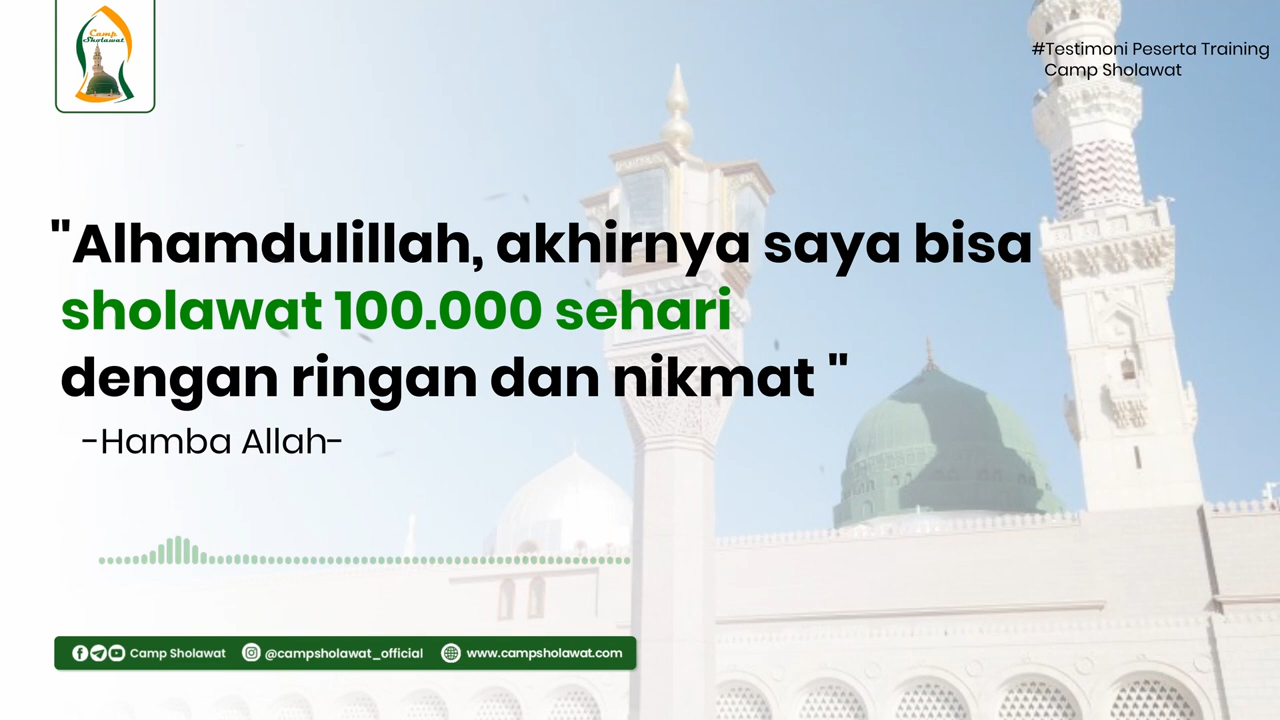 Camp
Sholawat
#Testimoni Peserta Training
Camp Sholawat
"Alhamdulillah, akhirnya saya bisa
sholawat 100.000 sehari
dengan ringan dan nikmat "
-Hamba Allah-
Camp Sholawat @campsholawat_official www.campsholawat.com